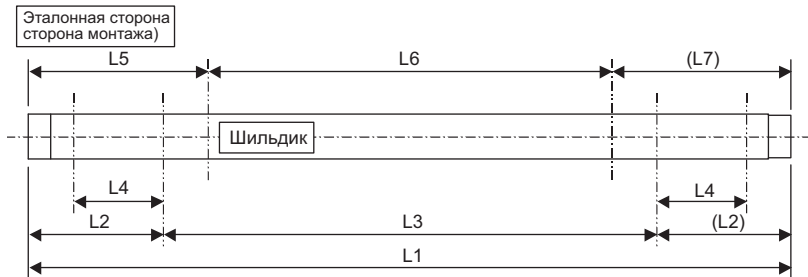 Эталонная сторона
сторона монтажа)
L5
L6
(L7)
Шильдик
L4
L4
L2
L3
(L2)
L1